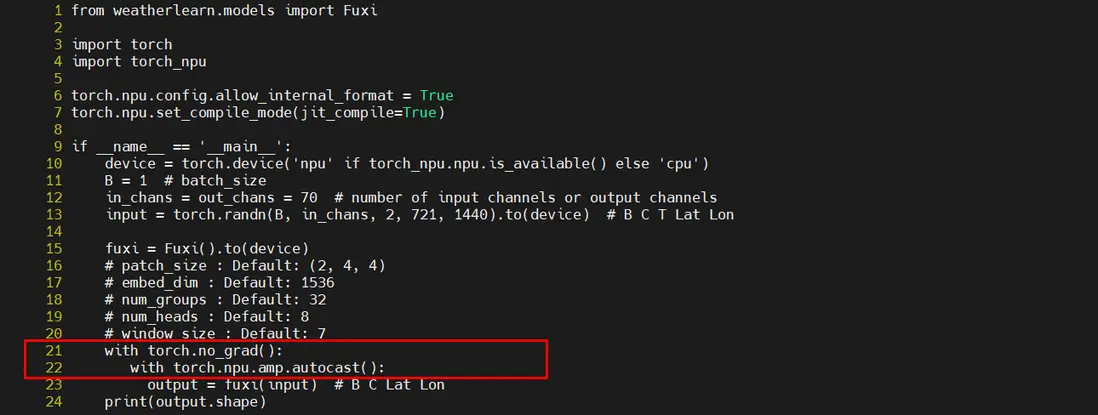 1 from weatherlearn.models import Fuxi
2
3 import torch
4 import torch_npu
5
6 torch.npu.config.allow_internal_format = True
7 torch.npu.set_compile_mode(jit_compile=True)
8
9 if __name__ == '__main__':
10     device = torch.device('npu' if torch_npu.npu.is_available() else 'cpu')
11     B = 1  # batch_size
12     in_chans = out_chans = 70  # number of input channels or output channels
13     input = torch.randn(B, in_chans, 2, 721, 1440).to(device)  # B C T Lat Lon
14
15     fuxi = Fuxi().to(device)
16     # patch_size : Default: (2, 4, 4)
17     # embed_dim : Default: 1536
18     # num_groups : Default: 32
19     # num_heads : Default: 8
20     # window_size : Default: 7
21     with torch.no_grad():
22        with torch.npu.amp.autocast():
23          output = fuxi(input)  # B C Lat Lon
24     print(output.shape)